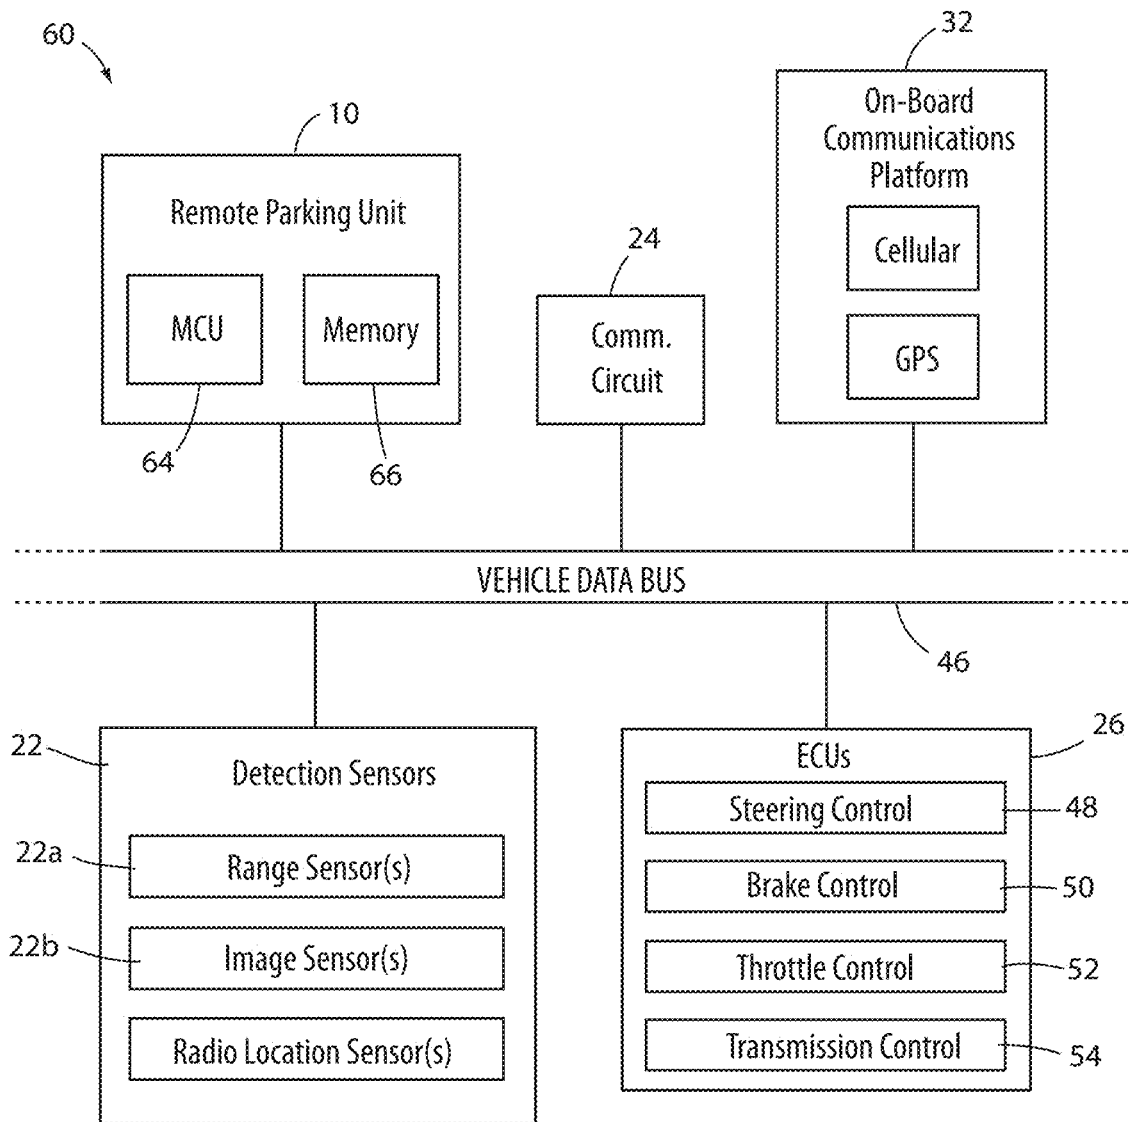 60
32
10
On-Board
Communications
Platform
Remote Parking Unit
24
Cellular
MCU
Memory
Comm.
Circuit
GPS
64
66
VEHICLE DATA BUS
46
22
26
Detection Sensors
ECUs
Steering Control
48
22a
Range Sensor(s)
Brake Control
50
22b
Image Sensor(s)
Throttle Control
52
Radio Location Sensor(s)
Transmission Control
54